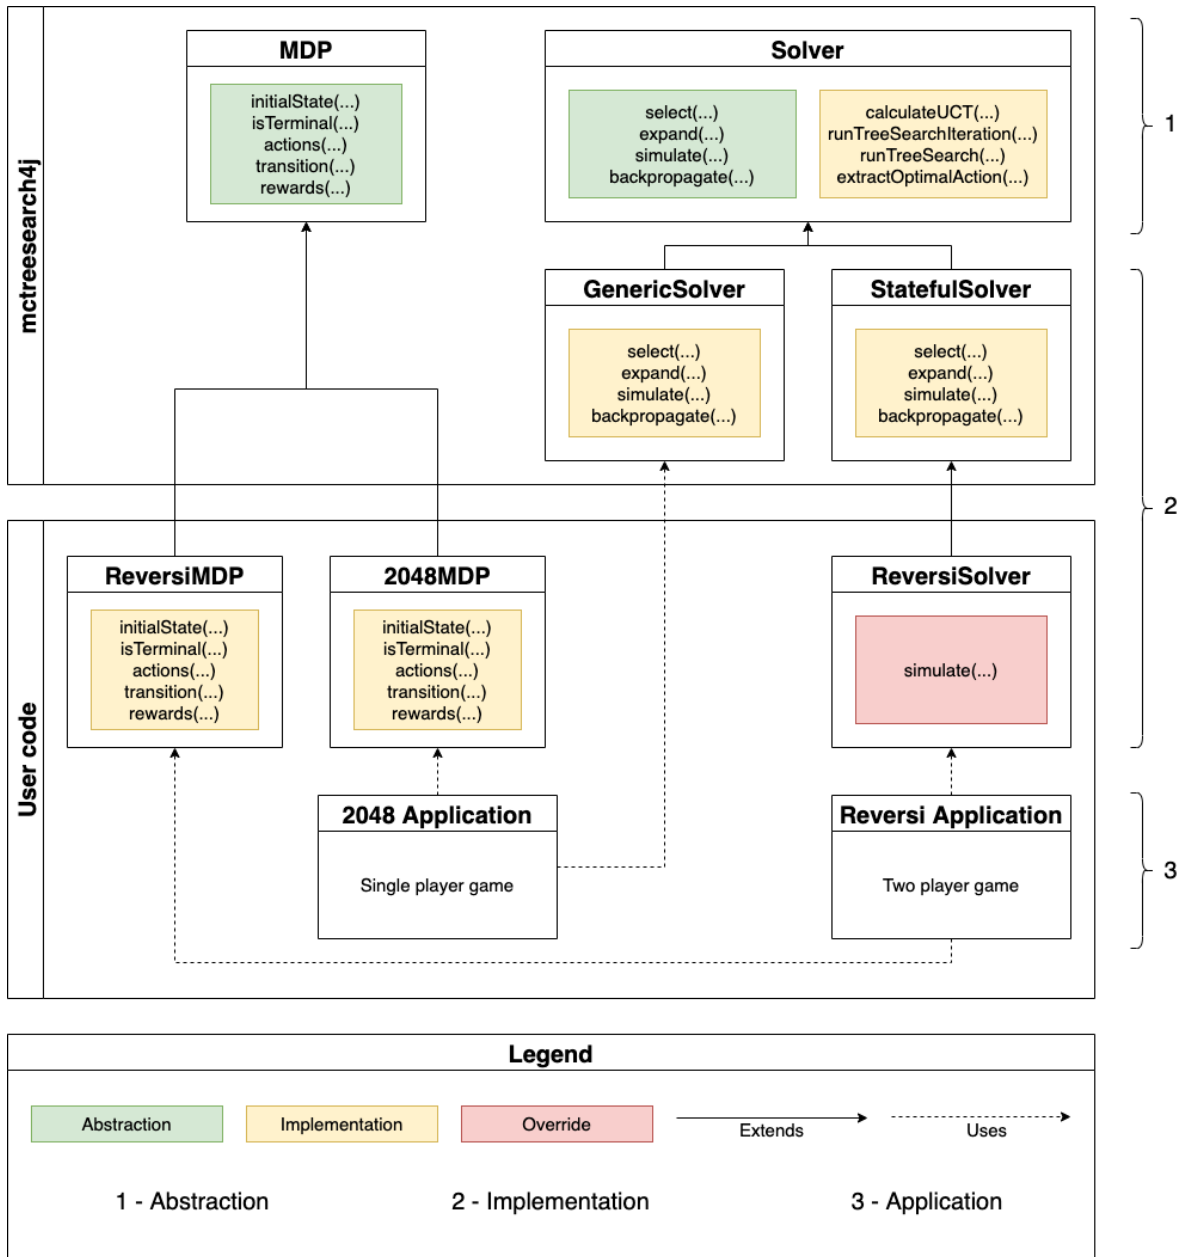 mctreesearch4j
MDP
initialState(...)
isTerminal(...)
actions(...)
transition(...)
rewards(...)
Solver
select(...)
expand(...)
simulate(...)
backpropagate(...)
calculateUCT(...)
runTreeSearchIteration(...)
runTreeSearch(...)
extractOptimalAction(...)
1
GenericSolver
select(...)
expand(...)
simulate(...)
backpropagate(...)
StatefulSolver
select(...)
expand(...)
simulate(...)
backpropagate(...)
2
User code
ReversiMDP
initialState(...)
isTerminal(...)
actions(...)
transition(...)
rewards(...)
2048MDP
initialState(...)
isTerminal(...)
actions(...)
transition(...)
rewards(...)
ReversiSolver
simulate(...)
2048 Application
Single player game
Reversi Application
Two player game
3
Legend
Abstraction
Implementation
Override
Extends
Uses
1 - Abstraction
2 - Implementation
3 - Application